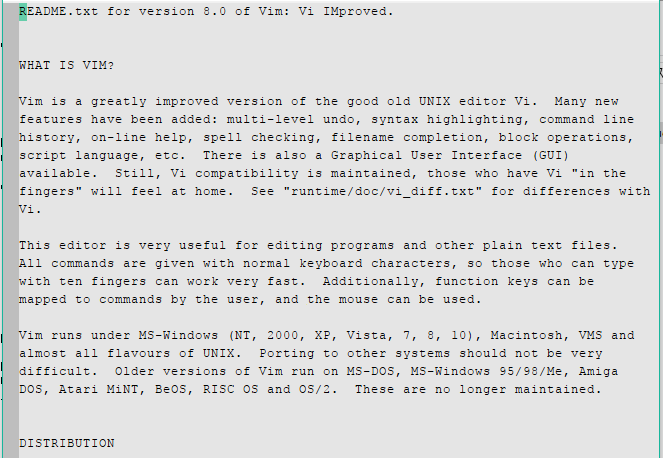 README.txt for version 8.0 of Vim: Vi IMproved.
WHAT IS VIM?
Vim is a greatly improved version of the good old UNIX editor Vi.  Many new
features have been added: multi-level undo, syntax highlighting, command line
history, on-line help, spell checking, filename completion, block operations,
script language, etc.  There is also a Graphical User Interface (GUI)
available.  Still, Vi compatibility is maintained, those who have Vi "in the
fingers" will feel at home.  See "runtime/doc/vi_diff.txt" for differences with
Vi.
This editor is very useful for editing programs and other plain text files.
All commands are given with normal keyboard characters, so those who can type
with ten fingers can work very fast.  Additionally, function keys can be
mapped to commands by the user, and the mouse can be used.
Vim runs under MS-Windows (NT, 2000, XP, Vista, 7, 8, 10), Macintosh, VMS and
almost all flavours of UNIX.  Porting to other systems should not be very
difficult.  Older versions of Vim run on MS-DOS, MS-Windows 95/98/Me, Amiga
DOS, Atari MiNT, BeOS, RISC OS and OS/2.  These are no longer maintained.
DISTRIBUTION